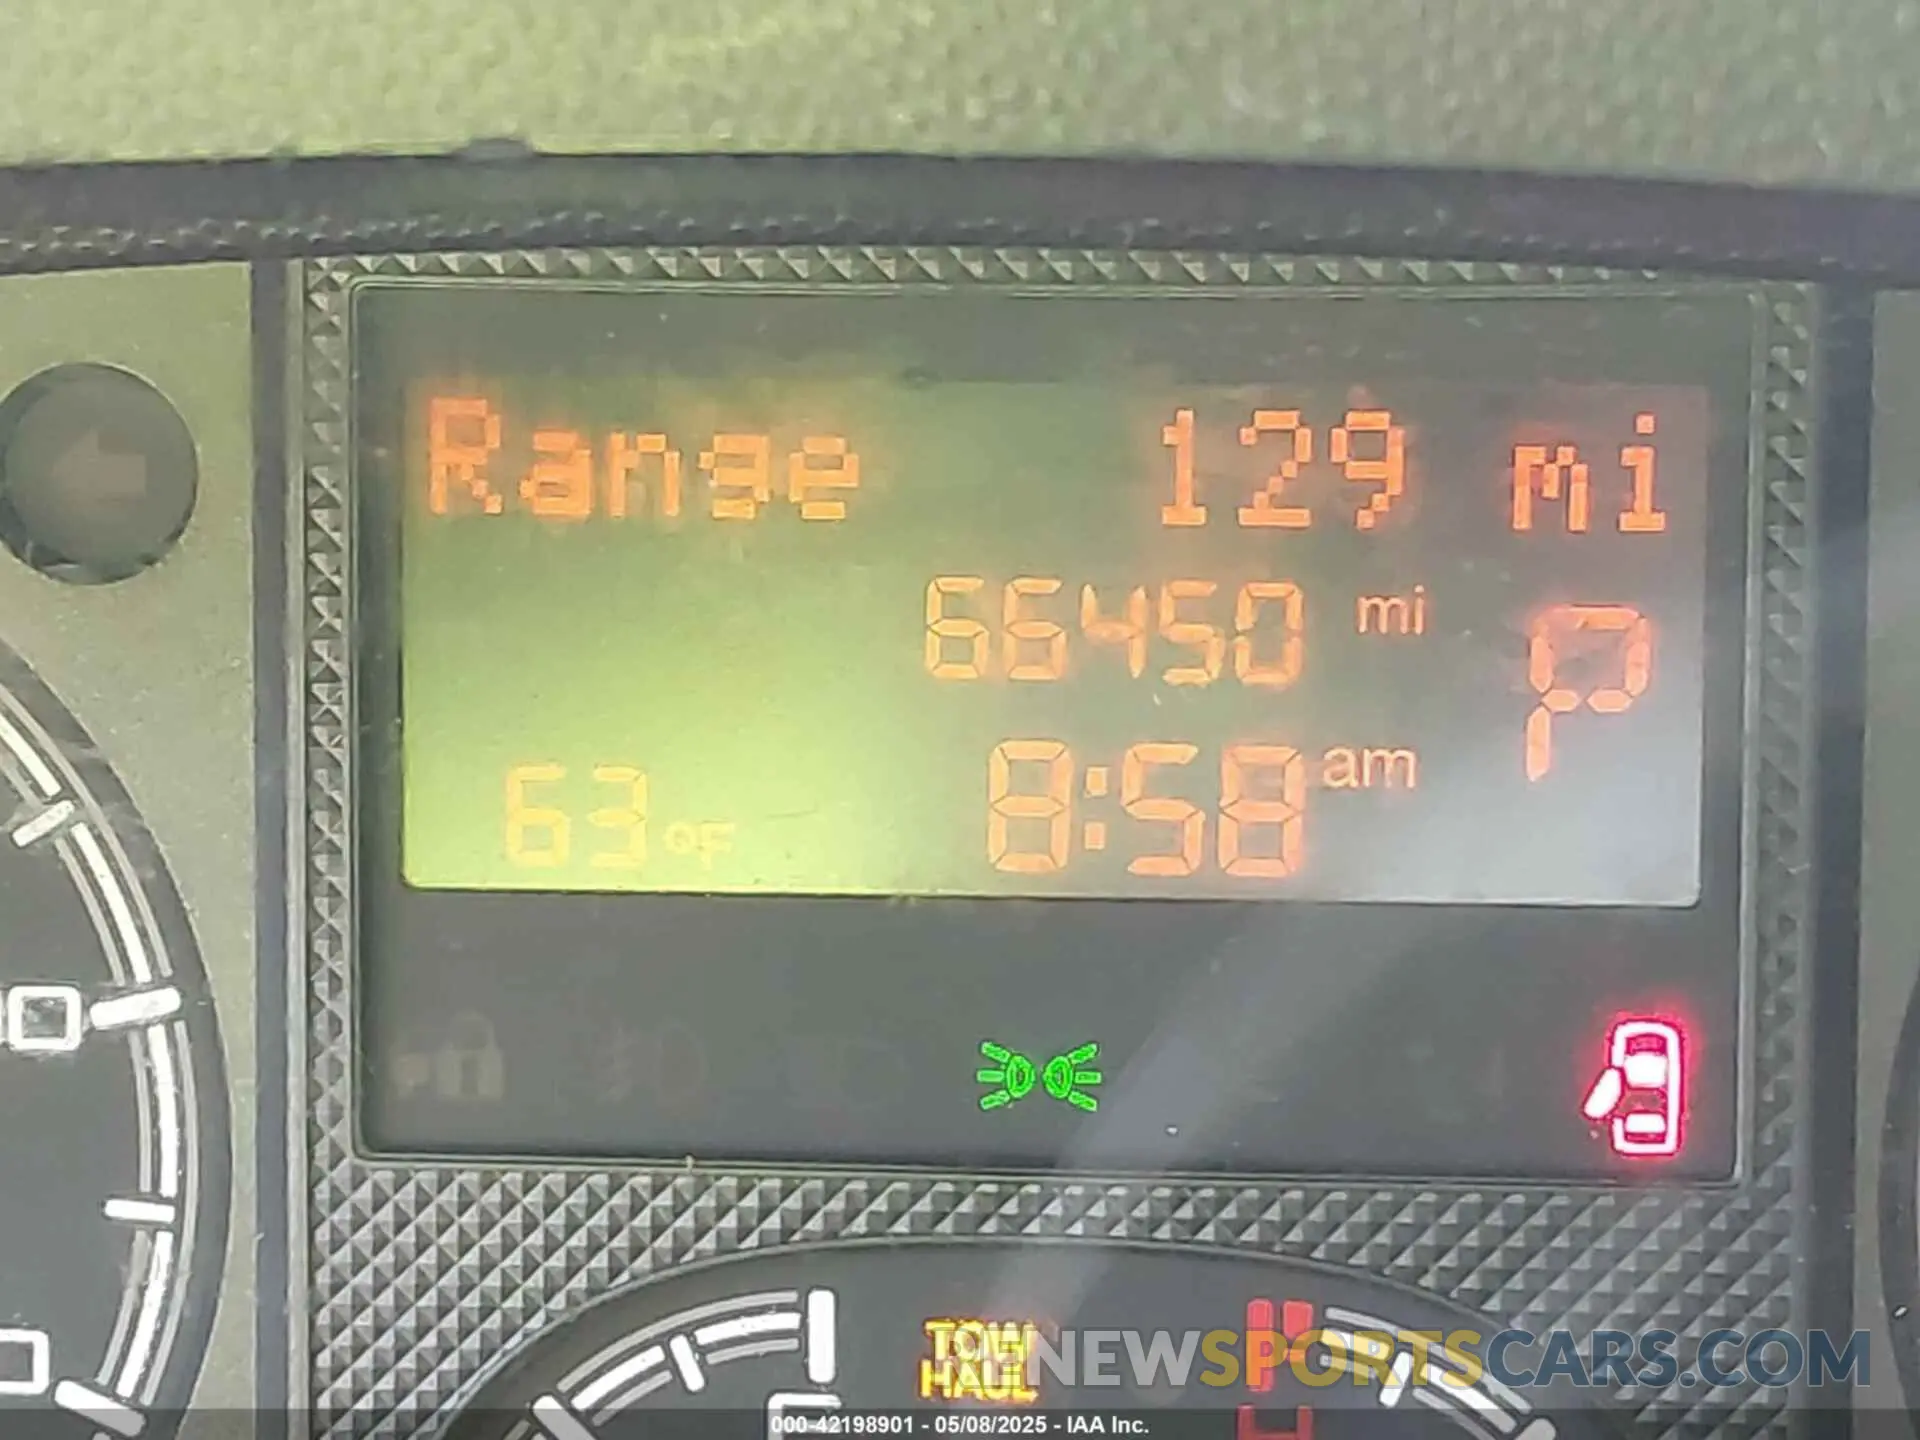 Range 129 mi
66450 mi
P
63 °F
8:58 am
TOW
HAUL
E
H
RENEWSPORTSCARS.COM
000-42198901 - 05/08/2025 - IAA Inc.